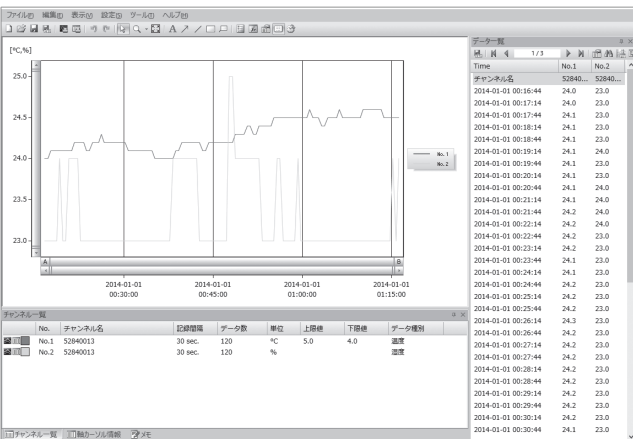 ファイル(F) 編集(E) 表示(V) 設定(S) ツール(T) ヘルプ(H)
[℃,%]
25.0
24.5
24.0
23.5
23.0
No. 1
No. 2
A B
2014-01-01 2014-01-01 2014-01-01 2014-01-01
00:30:00 00:45:00 01:00:00 01:15:00
チャンネル一覧
No. チャンネル名 記録間隔 データ数 単位 上限値 下限値 データ種別
No.1 52840013 30 sec. 120 ℃ 5.0 4.0 温度
No.2 52840013 30 sec. 120 % 湿度
チャンネル一覧 軸カーソル情報 メモ
データ一覧
1 / 3
Time No.1 No.2
チャンネル名 52840... 52840...
2014-01-01 00:16:44 24.0 23.0
2014-01-01 00:17:14 24.0 23.0
2014-01-01 00:17:44 24.1 23.0
2014-01-01 00:18:14 24.1 23.0
2014-01-01 00:18:44 24.1 23.0
2014-01-01 00:19:14 24.1 24.0
2014-01-01 00:19:44 24.1 23.0
2014-01-01 00:20:14 24.1 23.0
2014-01-01 00:20:44 24.1 24.0
2014-01-01 00:21:14 24.1 24.0
2014-01-01 00:21:44 24.2 24.0
2014-01-01 00:22:14 24.2 24.0
2014-01-01 00:22:44 24.2 23.0
2014-01-01 00:23:14 24.2 23.0
2014-01-01 00:23:44 24.1 23.0
2014-01-01 00:24:14 24.1 23.0
2014-01-01 00:24:44 24.2 23.0
2014-01-01 00:25:14 24.2 23.0
2014-01-01 00:25:44 24.2 23.0
2014-01-01 00:26:14 24.3 23.0
2014-01-01 00:26:44 24.2 23.0
2014-01-01 00:27:14 24.2 23.0
2014-01-01 00:27:44 24.2 23.0
2014-01-01 00:28:14 24.2 23.0
2014-01-01 00:28:44 24.2 23.0
2014-01-01 00:29:14 24.2 23.0
2014-01-01 00:29:44 24.2 23.0
2014-01-01 00:30:14 24.2 23.0
2014-01-01 00:30:44 24.1 23.0